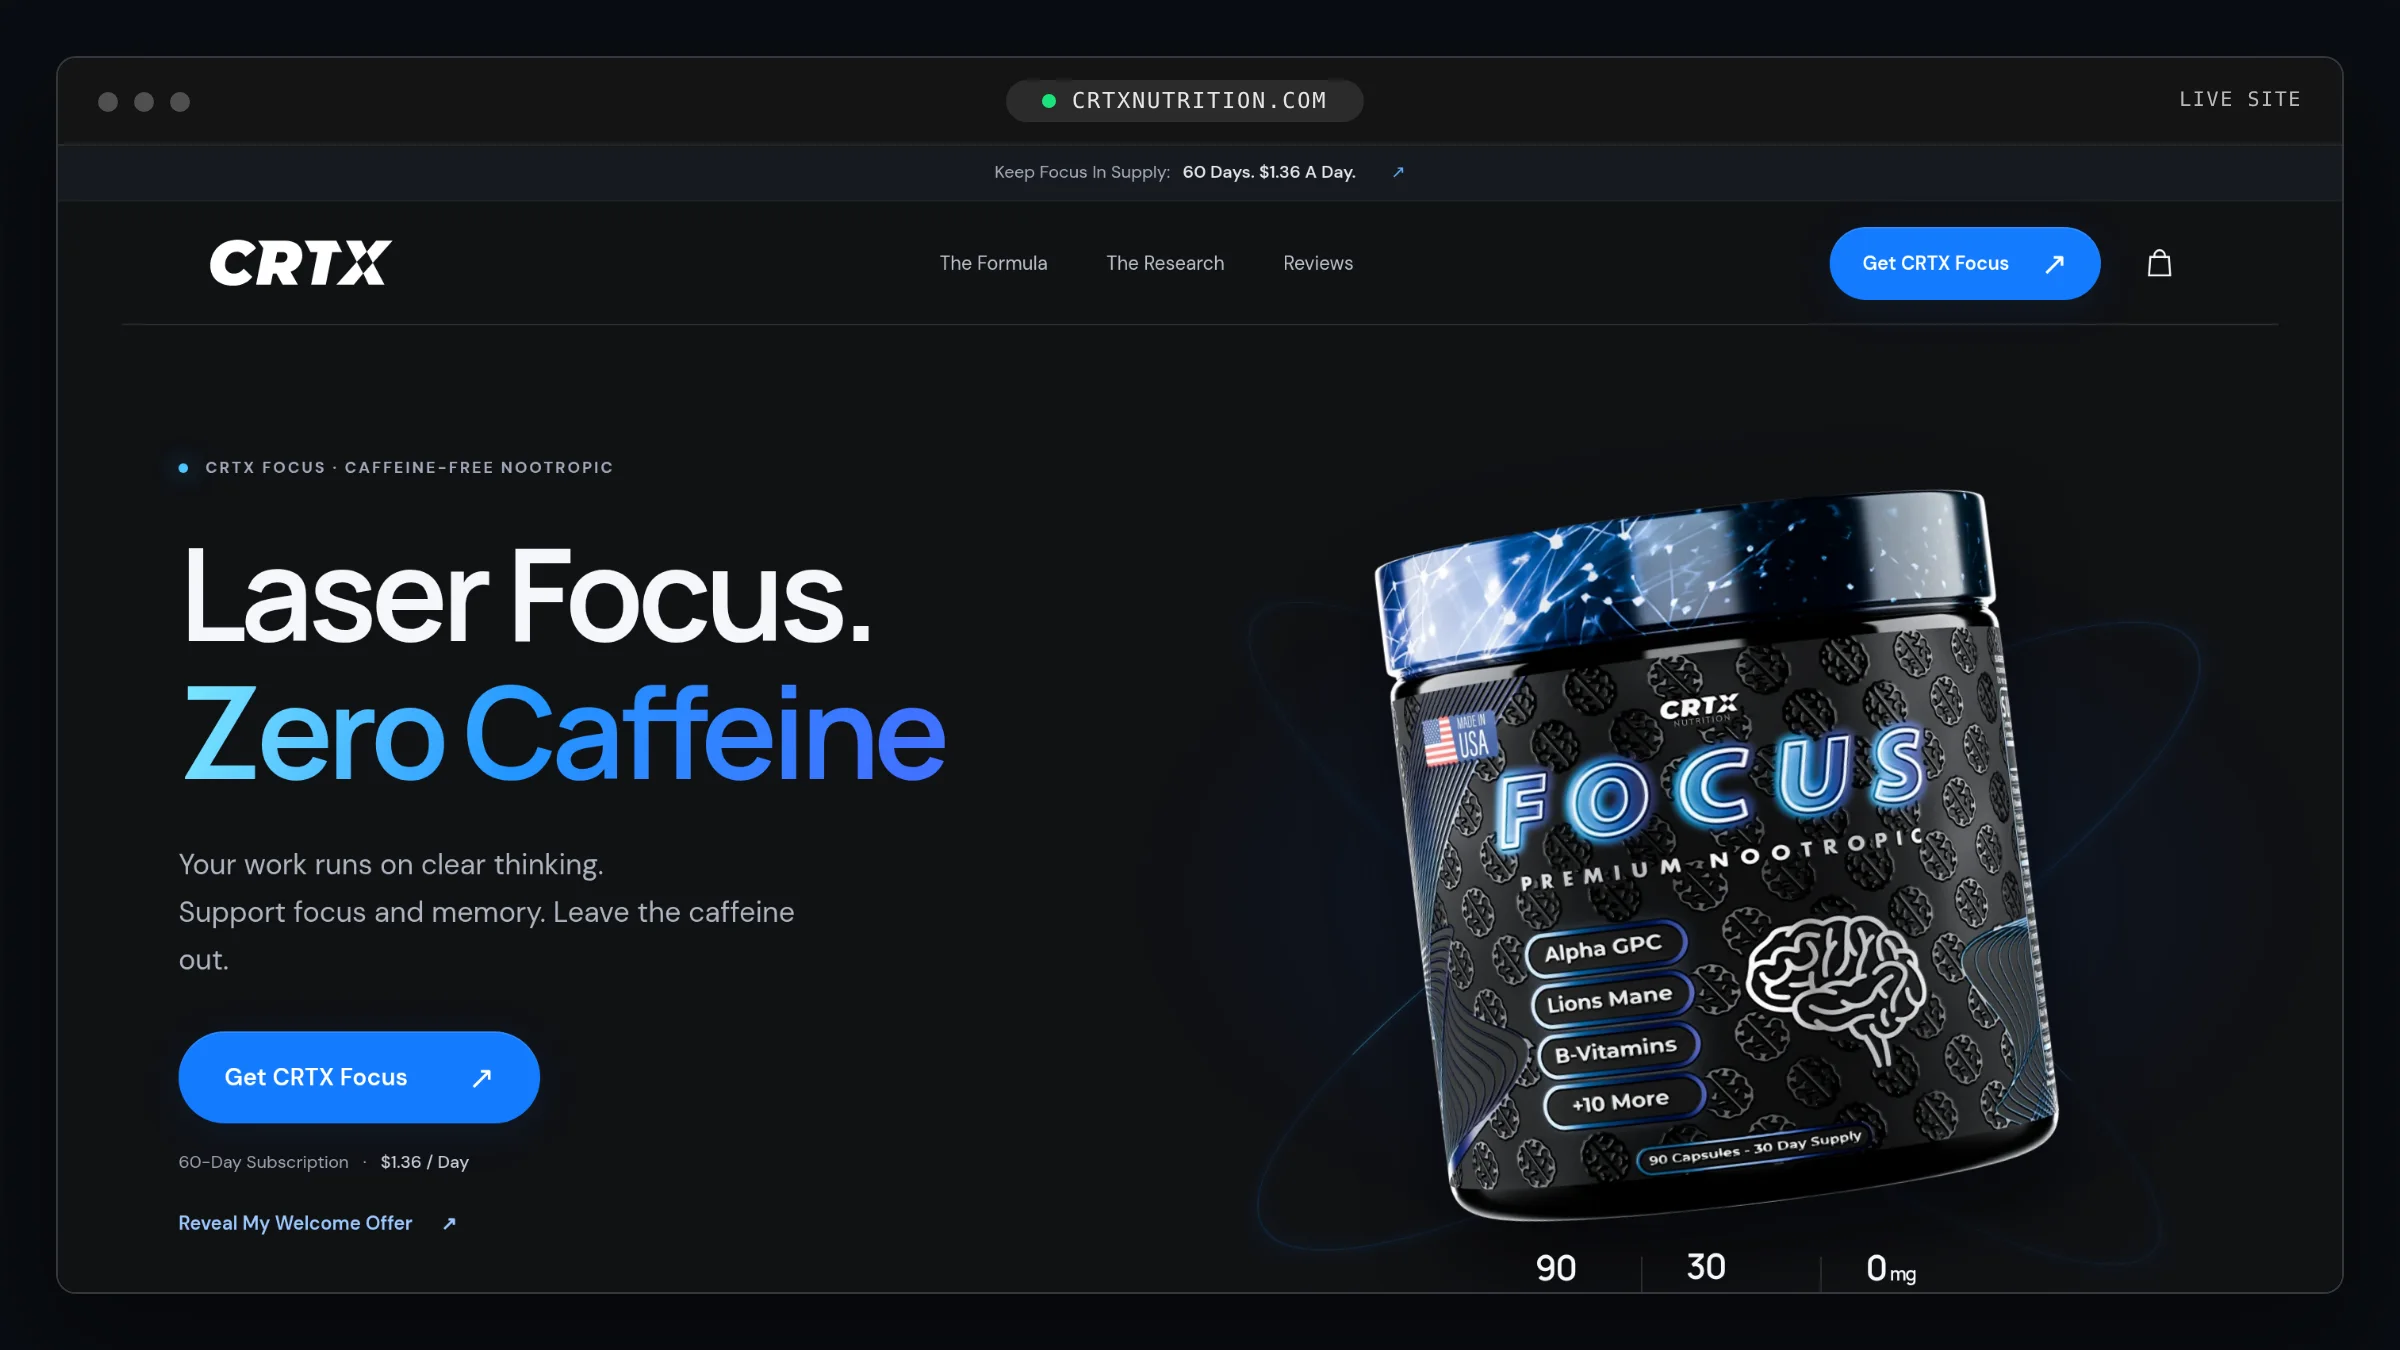 CRTXNUTRITION.COM
LIVE SITE
Keep Focus In Supply: 60 Days. $1.36 A Day. ↗
CRTX
The Formula
The Research
Reviews
Get CRTX Focus ↗
CRTX FOCUS · CAFFEINE-FREE NOOTROPIC
Laser Focus.
Zero Caffeine
Your work runs on clear thinking.
Support focus and memory. Leave the caffeine
out.
Get CRTX Focus ↗
60-Day Subscription · $1.36 / Day
Reveal My Welcome Offer ↗
CRTX
NUTRITION
MADE IN
USA
FOCUS
PREMIUM NOOTROPIC
Alpha GPC
Lions Mane
B-Vitamins
+10 More
90 Capsules - 30 Day Supply
90
30
0 mg